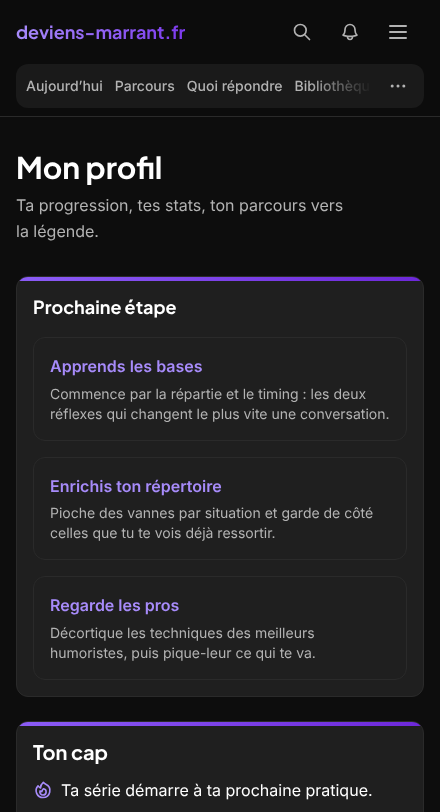 deviens-marrant.fr
Aujourd’hui Parcours Quoi répondre Bibliothèqu
Mon profil
Ta progression, tes stats, ton parcours vers
la légende.
Prochaine étape
Apprends les bases
Commence par la répartie et le timing : les deux
réflexes qui changent le plus vite une conversation.
Enrichis ton répertoire
Pioche des vannes par situation et garde de côté
celles que tu te vois déjà ressortir.
Regarde les pros
Décortique les techniques des meilleurs
humoristes, puis pique-leur ce qui te va.
Ton cap
Ta série démarre à ta prochaine pratique.